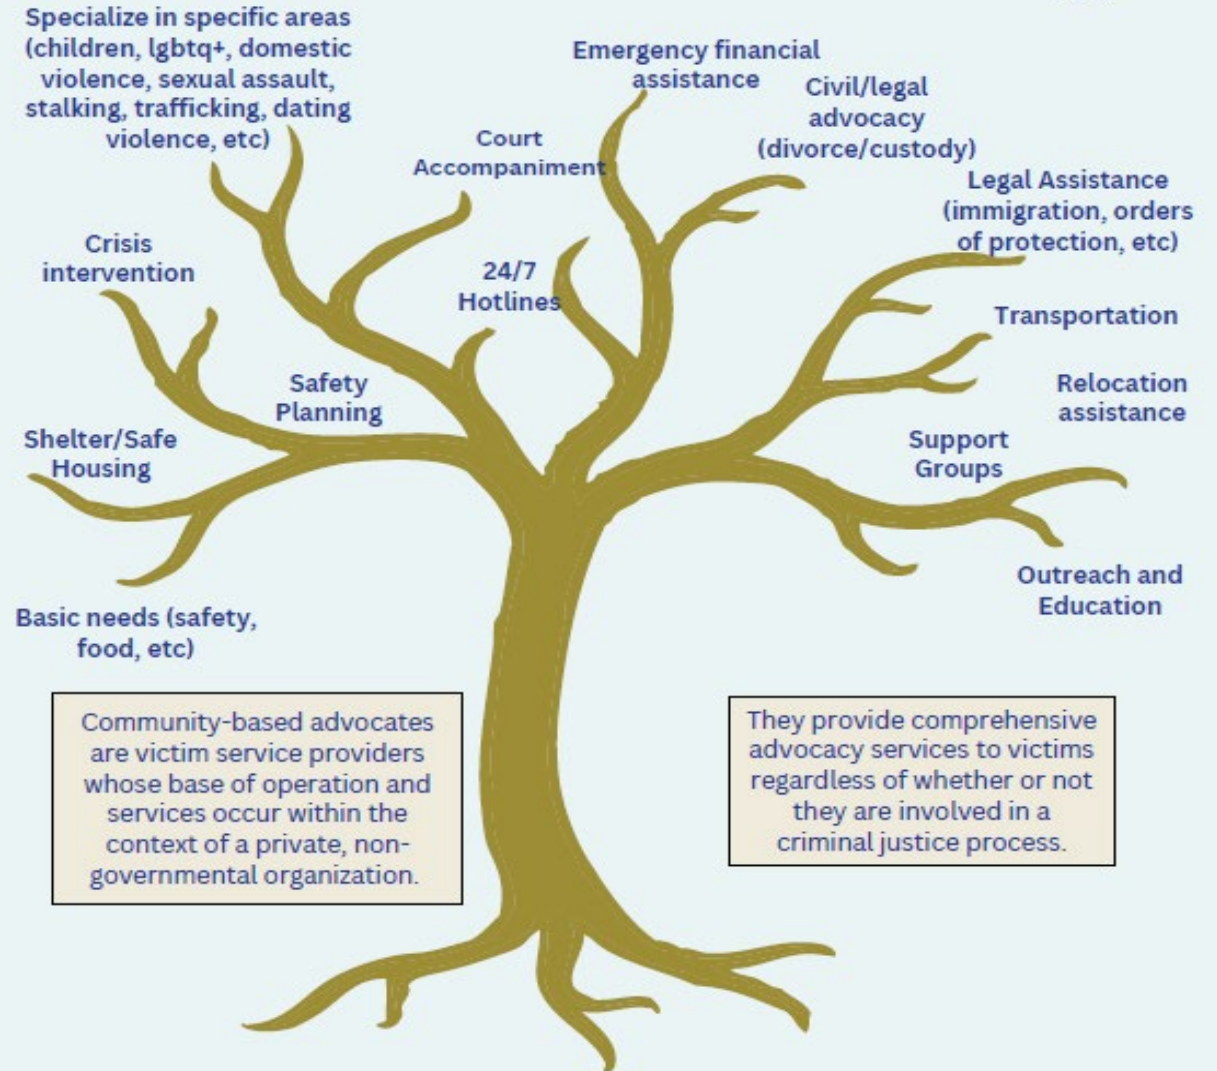 Specialize in specific areas
(children, lgbtq+, domestic
violence, sexual assault,
stalking, trafficking, dating
violence, etc)
Emergency financial
assistance
Civil/legal
advocacy
(divorce/custody)
Court
Accompaniment
Legal Assistance
(immigration, orders
of protection, etc)
Crisis
intervention
24/7
Hotlines
Transportation
Safety
Planning
Relocation
assistance
Shelter/Safe
Housing
Support
Groups
Outreach and
Education
Basic needs (safety,
food, etc)
Community-based advocates
are victim service providers
whose base of operation and
services occur within the
context of a private, non-
governmental organization.
They provide comprehensive
advocacy services to victims
regardless of whether or not
they are involved in a
criminal justice process.